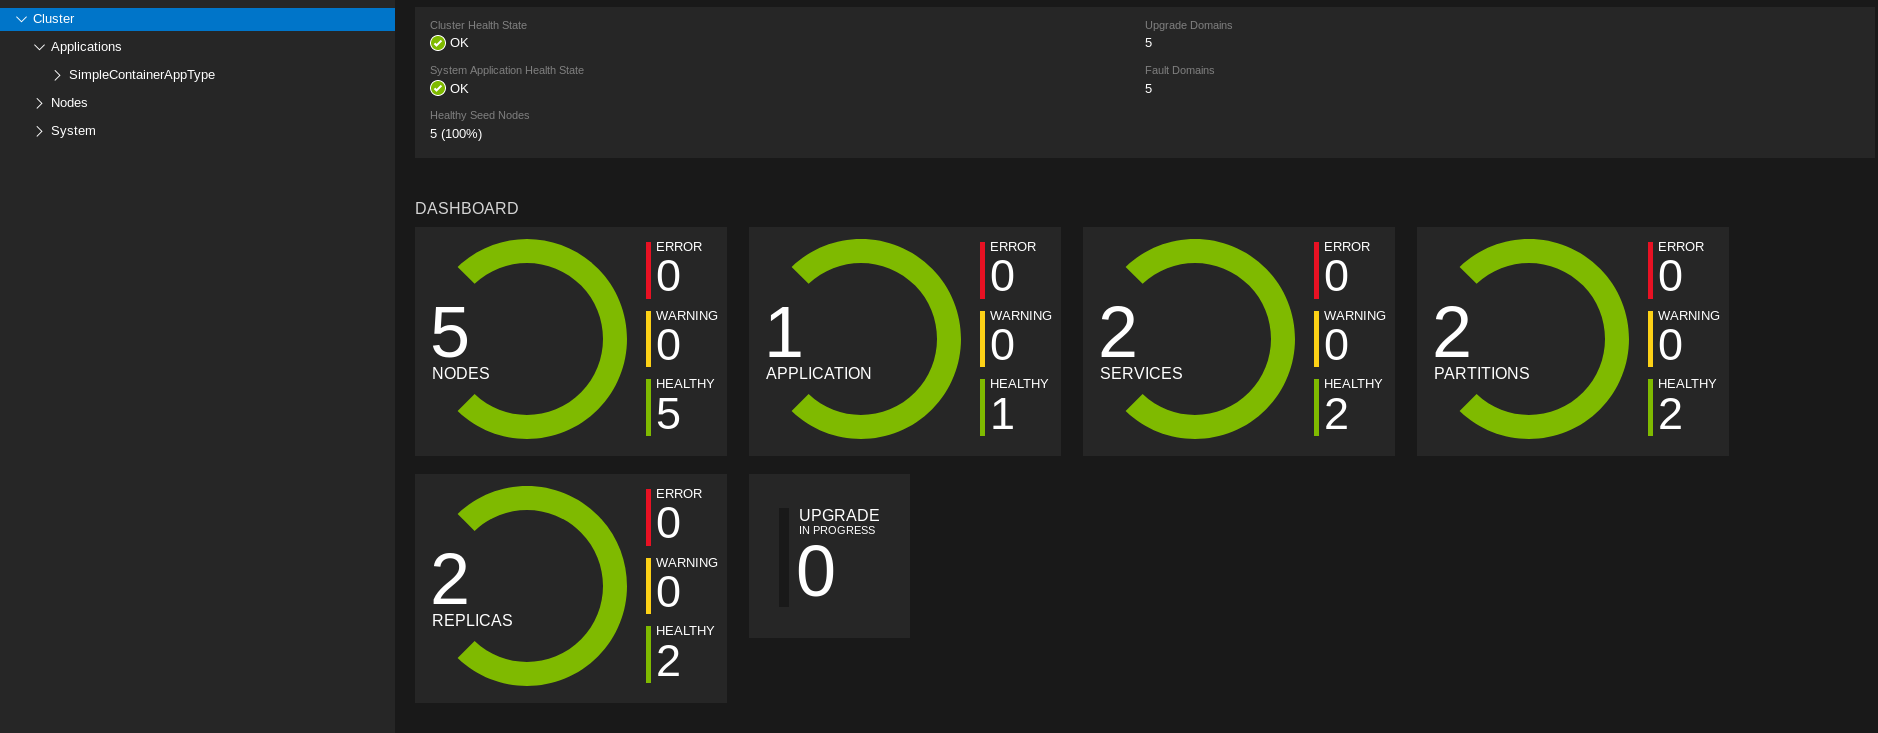 Cluster
Applications
SimpleContainerAppType
Nodes
System
Cluster Health State
OK
System Application Health State
OK
Healthy Seed Nodes
5 (100%)
Upgrade Domains
5
Fault Domains
5
DASHBOARD
5
NODES
ERROR
0
WARNING
0
HEALTHY
5
1
APPLICATION
ERROR
0
WARNING
0
HEALTHY
1
2
SERVICES
ERROR
0
WARNING
0
HEALTHY
2
2
PARTITIONS
ERROR
0
WARNING
0
HEALTHY
2
2
REPLICAS
ERROR
0
WARNING
0
HEALTHY
2
UPGRADE
IN PROGRESS
0